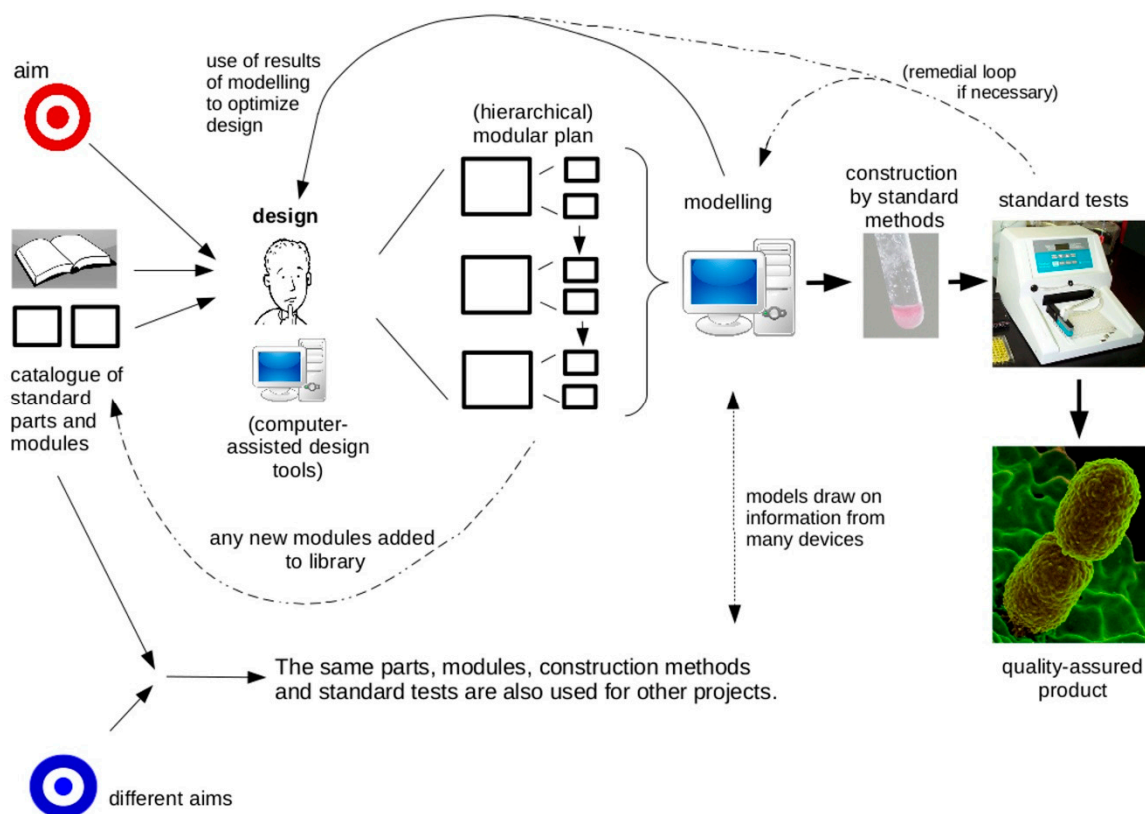 aim
use of results
of modelling
to optimize
design
(hierarchical)
modular plan
(remedial loop
if necessary)
design
modelling
construction
by standard
methods
standard tests
catalogue of
standard
parts and
modules
(computer-
assisted design
tools)
any new modules added
to library
models draw on
information from
many devices
The same parts, modules, construction methods
and standard tests are also used for other projects.
quality-assured
product
different aims